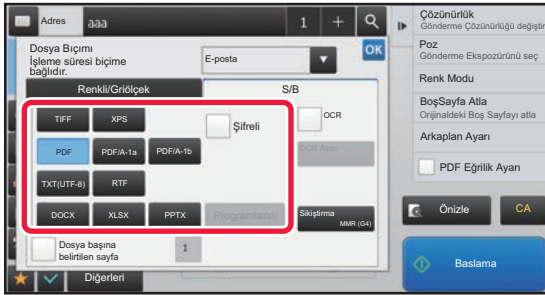 Adres aaa 1 +
Dosya Bıçımı
İşleme süresi biçime
bağlıdır.
E-posta
OK
Renkli/Griölçek
S/B
TIFF XPS
Şifreli
OCR
PDF PDF/A-1a PDF/A-1b
OCR Ayarı
TXT(UTF-8) RTF
DOCX XLSX PPTX
Programlandı
Sikiştirma
MMR (G4)
Dosya başına
belirtilen sayfa
1
Diğerleri
Çözünürlük
Gönderme Çözünürlüğü değiştir
Poz
Gönderme Ekspozürünü seç
Renk Modu
BoşSayfa Atla
Orijinaldeki Boş Sayfayı atla
Arkaplan Ayarı
PDF Eğrilik Ayarı
Önizle
CA
Baslama